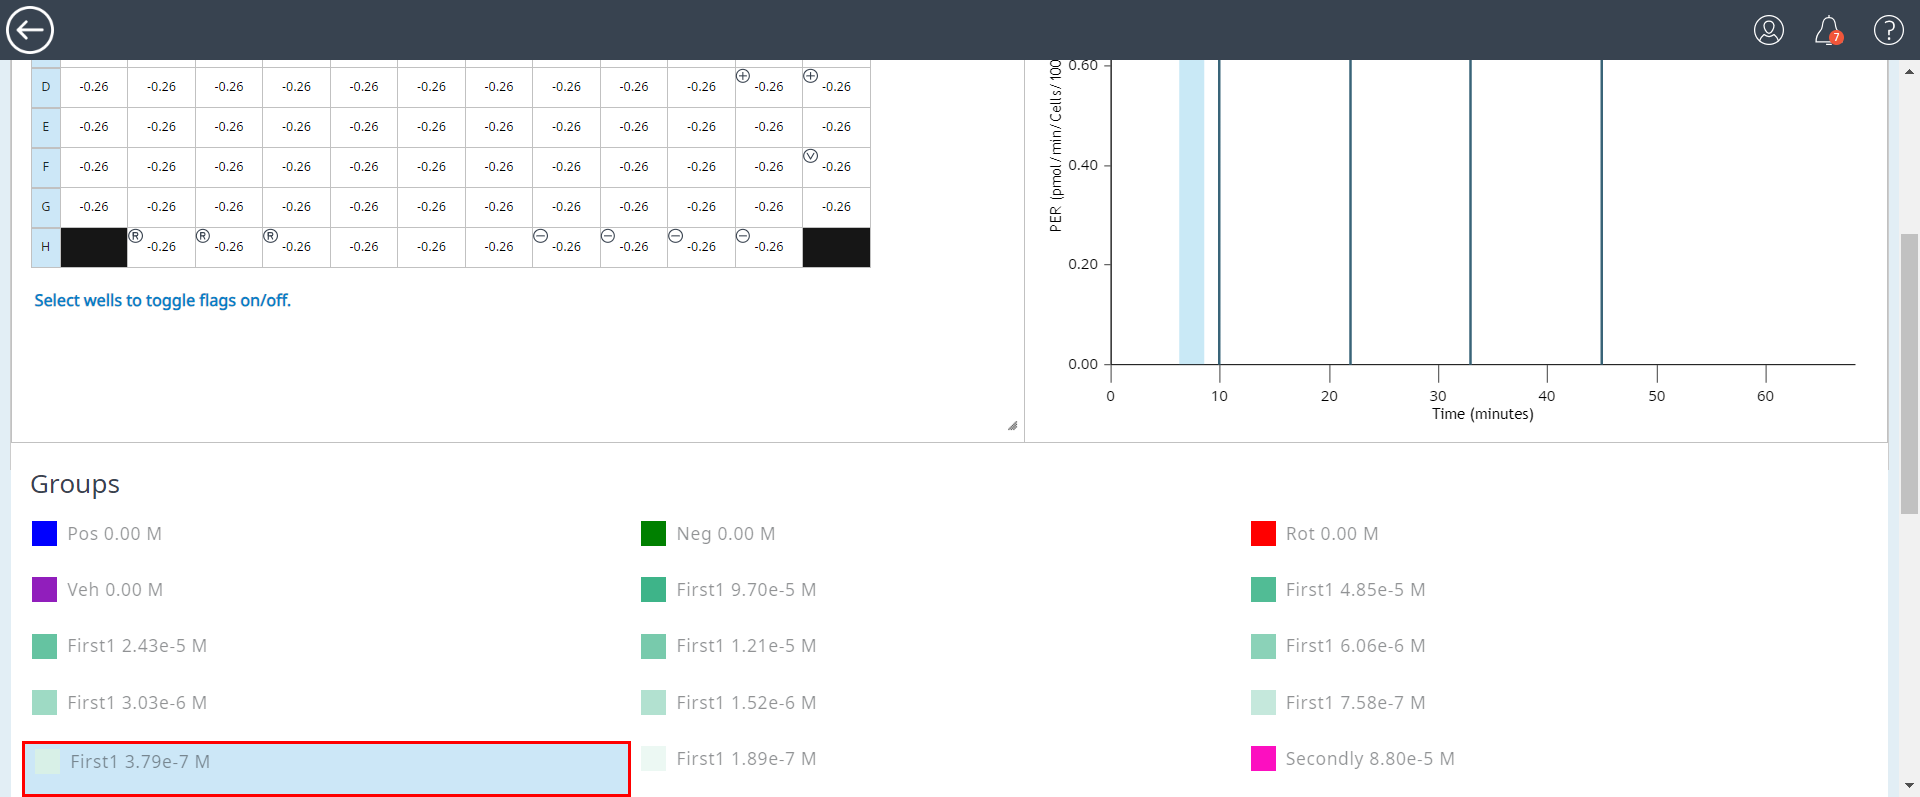 7
D -0.26 -0.26 -0.26 -0.26 -0.26 -0.26 -0.26 -0.26 -0.26 -0.26 -0.26 -0.26
E -0.26 -0.26 -0.26 -0.26 -0.26 -0.26 -0.26 -0.26 -0.26 -0.26 -0.26 -0.26
F -0.26 -0.26 -0.26 -0.26 -0.26 -0.26 -0.26 -0.26 -0.26 -0.26 -0.26 V -0.26
G -0.26 -0.26 -0.26 -0.26 -0.26 -0.26 -0.26 -0.26 -0.26 -0.26 -0.26 -0.26
H R -0.26 R -0.26 R -0.26 -0.26 -0.26 -0.26 -0.26 -0.26 -0.26 -0.26
Select wells to toggle flags on/off.
PER (pmol/min/Cells/100
0.60
0.40
0.20
0.00
0 10 20 30 40 50 60
Time (minutes)
Groups
Pos 0.00 M Neg 0.00 M Rot 0.00 M
Veh 0.00 M First1 9.70e-5 M First1 4.85e-5 M
First1 2.43e-5 M First1 1.21e-5 M First1 6.06e-6 M
First1 3.03e-6 M First1 1.52e-6 M First1 7.58e-7 M
First1 3.79e-7 M First1 1.89e-7 M Secondly 8.80e-5 M